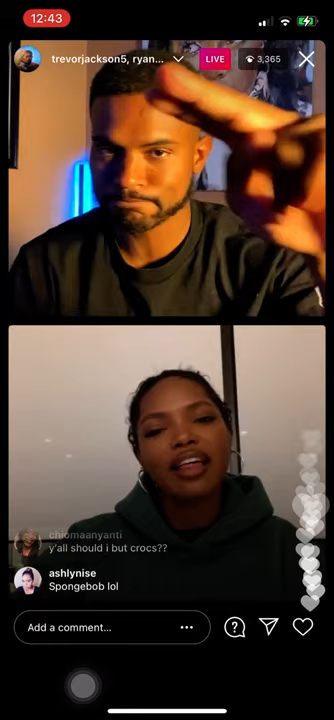 12:43
trevorjackson5, ryan...
LIVE
3,365
chiomaanyanti
y'all should i but crocs??
ashlynise
Spongebob lol
Add a comment...